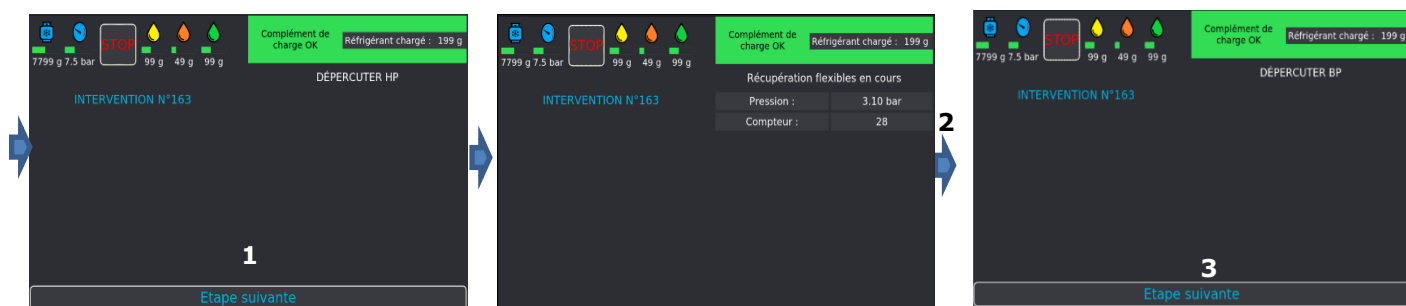 STOP
7799 g 7.5 bar
99 g 49 g 99 g
Complément de
charge OK
Réfrigérant chargé : 199 g
DÉPERCUTER HP
INTERVENTION N°163
1
Etape suivante
STOP
7799 g 7.5 bar
99 g 49 g 99 g
Complément de
charge OK
Réfrigérant chargé : 199 g
Récupération flexibles en cours
INTERVENTION N°163
Pression : 3.10 bar
Compteur : 28
2
STOP
7799 g 7.5 bar
99 g 49 g 99 g
Complément de
charge OK
Réfrigérant chargé : 199 g
DÉPERCUTER BP
INTERVENTION N°163
3
Etape suivante